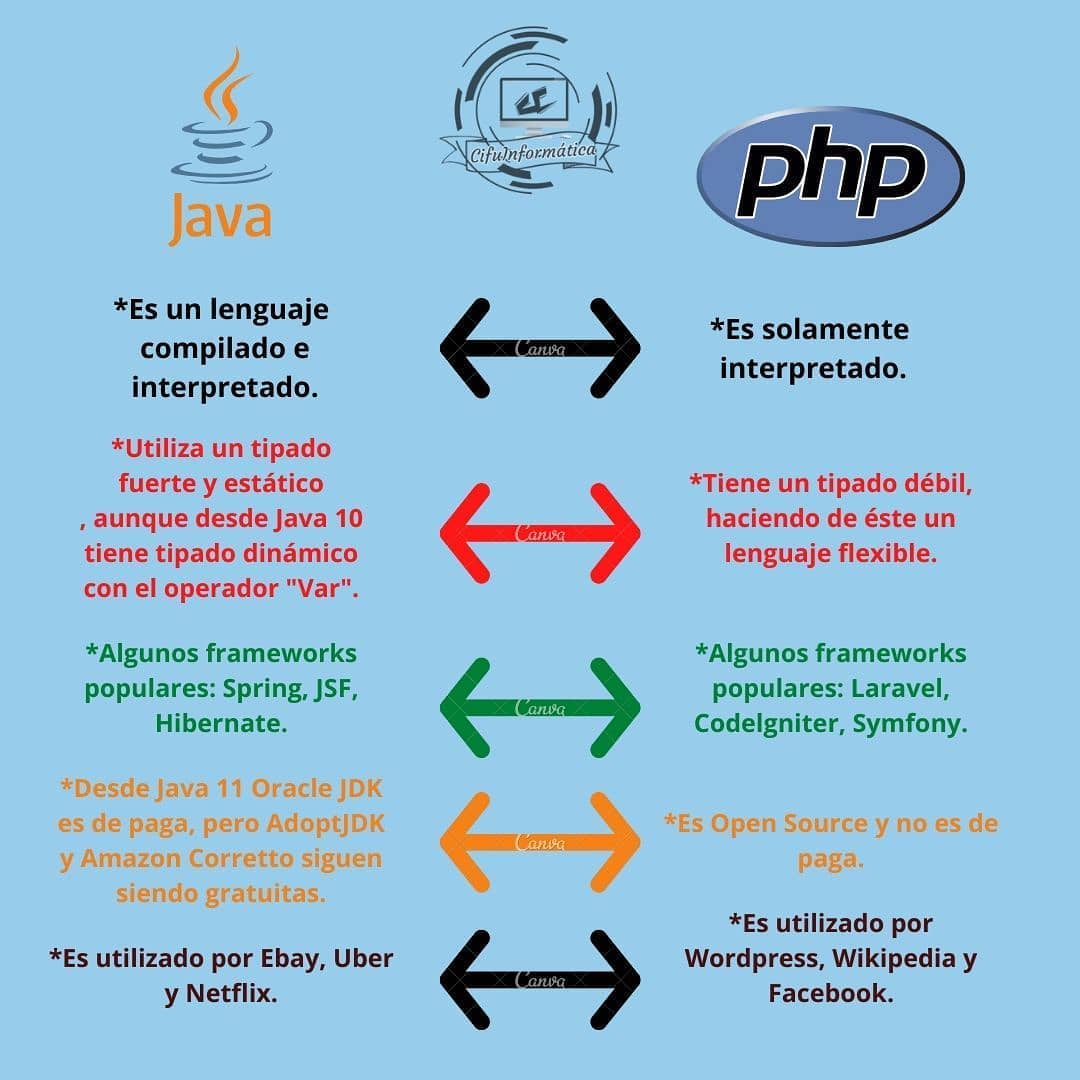 CifuInformática
Java
php
*Es un lenguaje
compilado e
interpretado.
Canva
*Es solamente
interpretado.
*Utiliza un tipado
fuerte y estático
, aunque desde Java 10
tiene tipado dinámico
con el operador "Var".
Canva
*Tiene un tipado débil,
haciendo de éste un
lenguaje flexible.
*Algunos frameworks
populares: Spring, JSF,
Hibernate.
Canva
*Algunos frameworks
populares: Laravel,
CodeIgniter, Symfony.
*Desde Java 11 Oracle JDK
es de paga, pero AdoptJDK
y Amazon Corretto siguen
siendo gratuitas.
Canva
*Es Open Source y no es de
paga.
*Es utilizado por Ebay, Uber
y Netflix.
Canva
*Es utilizado por
Wordpress, Wikipedia y
Facebook.